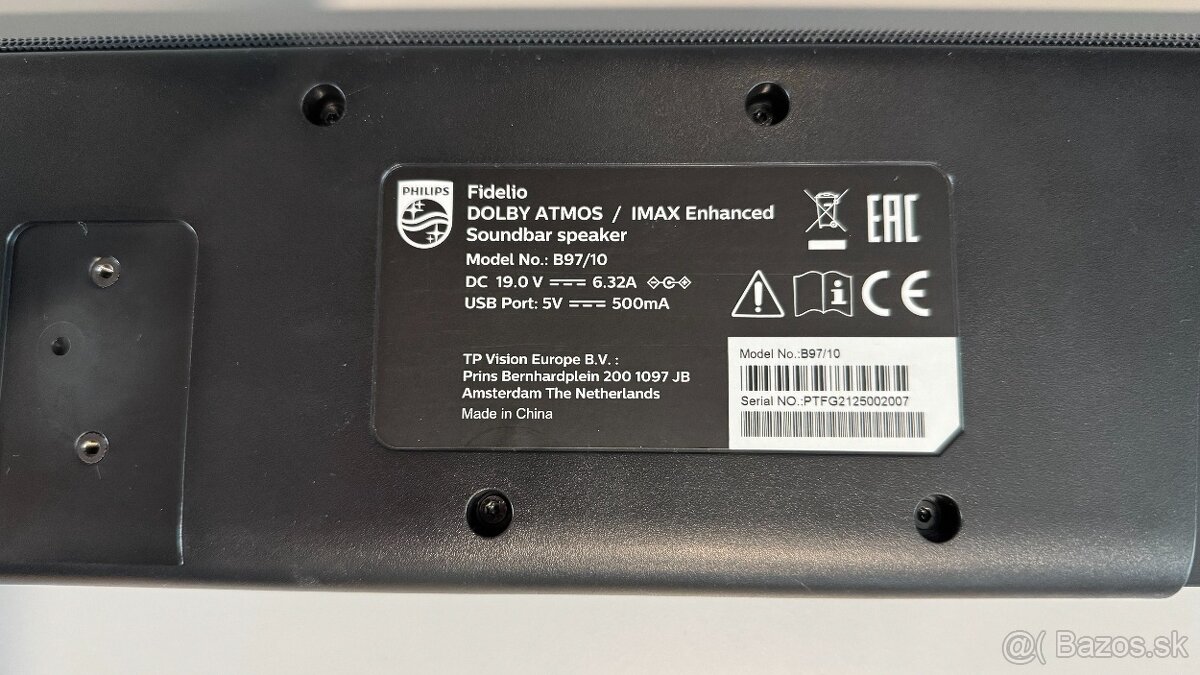 PHILIPS
Fidelio
DOLBY ATMOS / IMAX Enhanced
Soundbar speaker
Model No.: B97/10
DC 19.0 V 6.32A
USB Port: 5V 500mA
EAC
CE
TP Vision Europe B.V. :
Prins Bernhardplein 200 1097 JB
Amsterdam The Netherlands
Made in China
Model No.:B97/10
Serial NO.:PTFG2125002007
@( Bazos.sk